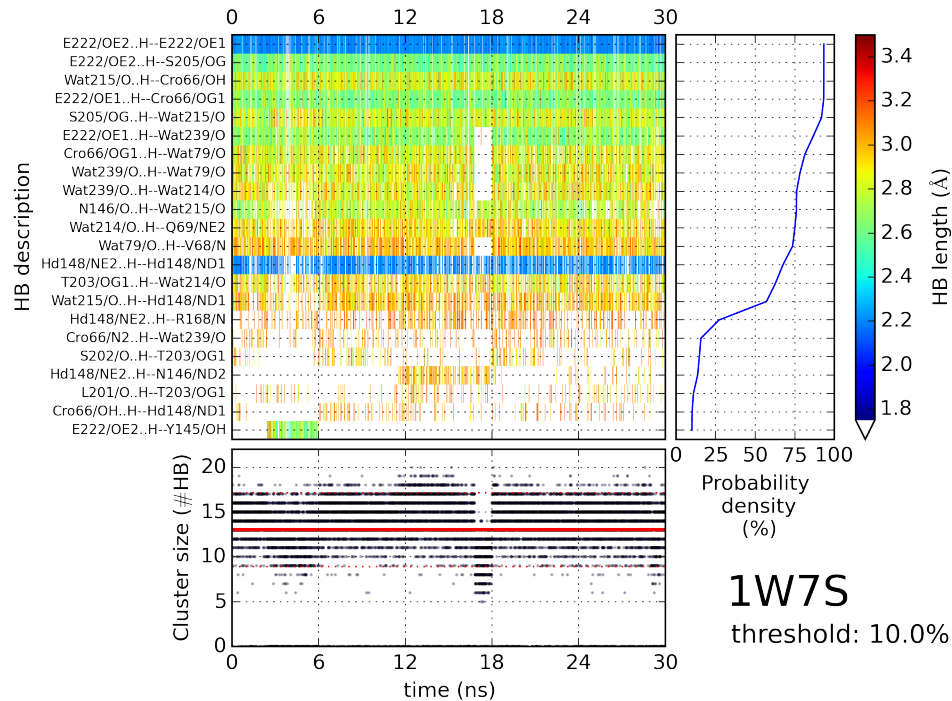 0 6 12 18 24 30
E222/OE2..H--E222/OE1
E222/OE2..H--S205/OG
Wat215/O..H--Cro66/OH
E222/OE1..H--Cro66/OG1
S205/OG..H--Wat215/O
E222/OE1..H--Wat239/O
Cro66/OG1..H--Wat79/O
Wat239/O..H--Wat79/O
Wat239/O..H--Wat214/O
N146/O..H--Wat215/O
Wat214/O..H--Q69/NE2
Wat79/O..H--V68/N
Hd148/NE2..H--Hd148/ND1
T203/OG1..H--Wat214/O
Wat215/O..H--Hd148/ND1
Hd148/NE2..H--R168/N
Cro66/N2..H--Wat239/O
S202/O..H--T203/OG1
Hd148/NE2..H--N146/ND2
L201/O..H--T203/OG1
Cro66/OH..H--Hd148/ND1
E222/OE2..H--Y145/OH
HB description
0 25 50 75 100
Probability
density
(%)
3.4
3.2
3.0
2.8
2.6
2.4
2.2
2.0
1.8
HB length (Å)
20
15
10
5
0
Cluster size (#HB)
0 6 12 18 24 30
time (ns)
1W7S
threshold: 10.0%